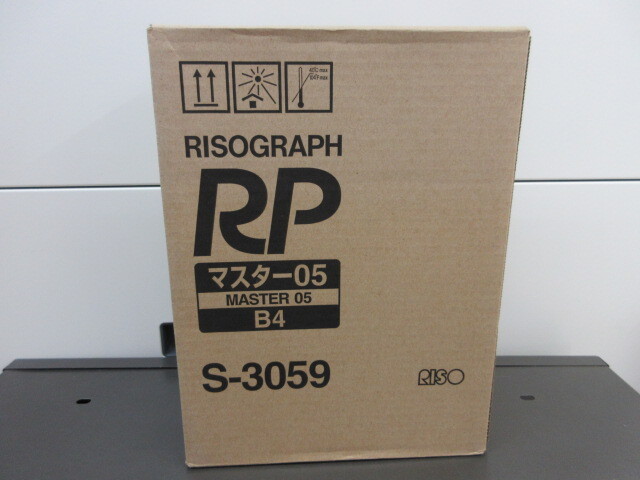 RISOGRAPH
RP
マスター05
MASTER 05
B4
S-3059
RISO